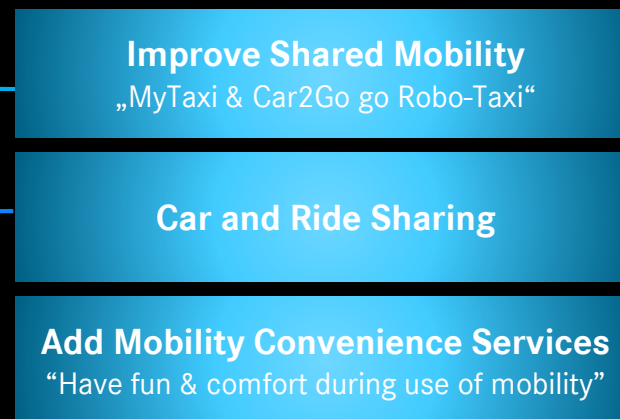 Improve Shared Mobility
„MyTaxi & Car2Go go Robo-Taxi“
Car and Ride Sharing
Add Mobility Convenience Services
“Have fun & comfort during use of mobility”